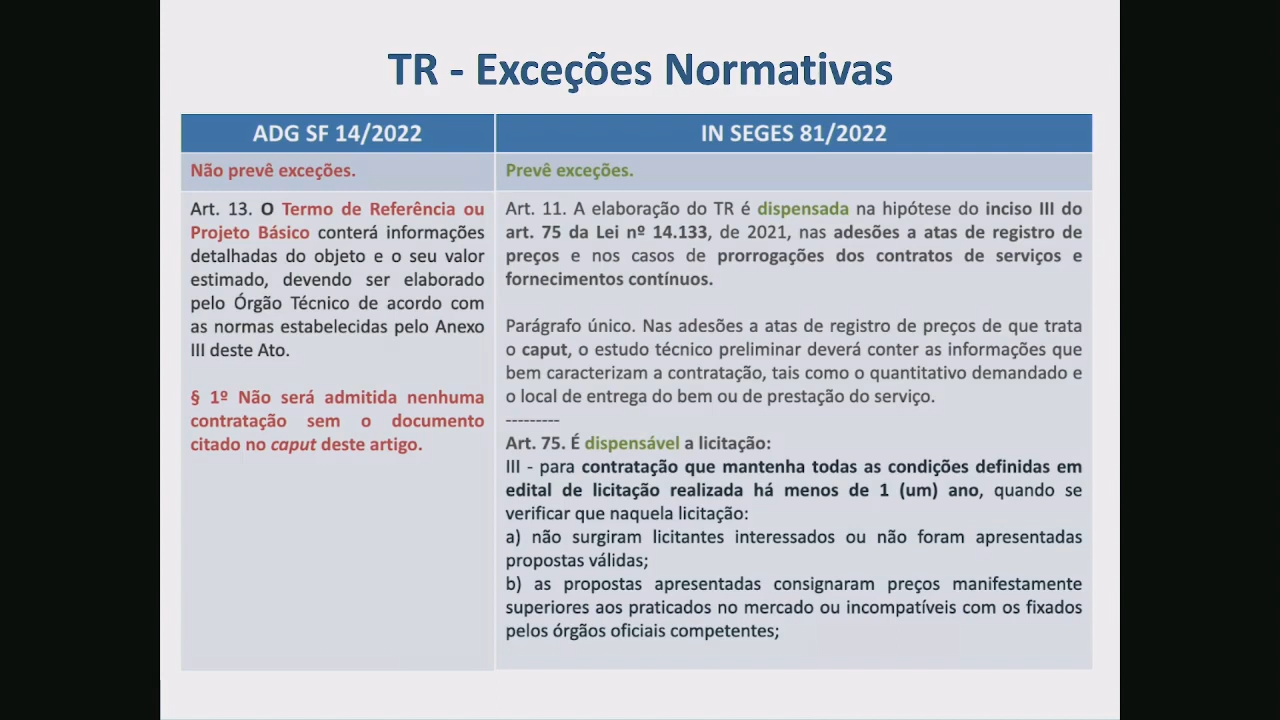 TR - Exceções Normativas
ADG SF 14/2022
IN SEGES 81/2022
Não prevê exceções.
Prevê exceções.
Art. 13. O Termo de Referência ou
Projeto Básico conterá informações
detalhadas do objeto e o seu valor
estimado, devendo ser elaborado
pelo Órgão Técnico de acordo com
as normas estabelecidas pelo Anexo
III deste Ato.
§ 1º Não será admitida nenhuma
contratação sem o documento
citado no caput deste artigo.
Art. 11. A elaboração do TR é dispensada na hipótese do inciso III do
art. 75 da Lei nº 14.133, de 2021, nas adesões a atas de registro de
preços e nos casos de prorrogações dos contratos de serviços e
fornecimentos contínuos.
Parágrafo único. Nas adesões a atas de registro de preços de que trata
o caput, o estudo técnico preliminar deverá conter as informações que
bem caracterizam a contratação, tais como o quantitativo demandado e
o local de entrega do bem ou de prestação do serviço.
---------
Art. 75. É dispensável a licitação:
III - para contratação que mantenha todas as condições definidas em
edital de licitação realizada há menos de 1 (um) ano, quando se
verificar que naquela licitação:
a) não surgiram licitantes interessados ou não foram apresentadas
propostas válidas;
b) as propostas apresentadas consignaram preços manifestamente
superiores aos praticados no mercado ou incompatíveis com os fixados
pelos órgãos oficiais competentes;